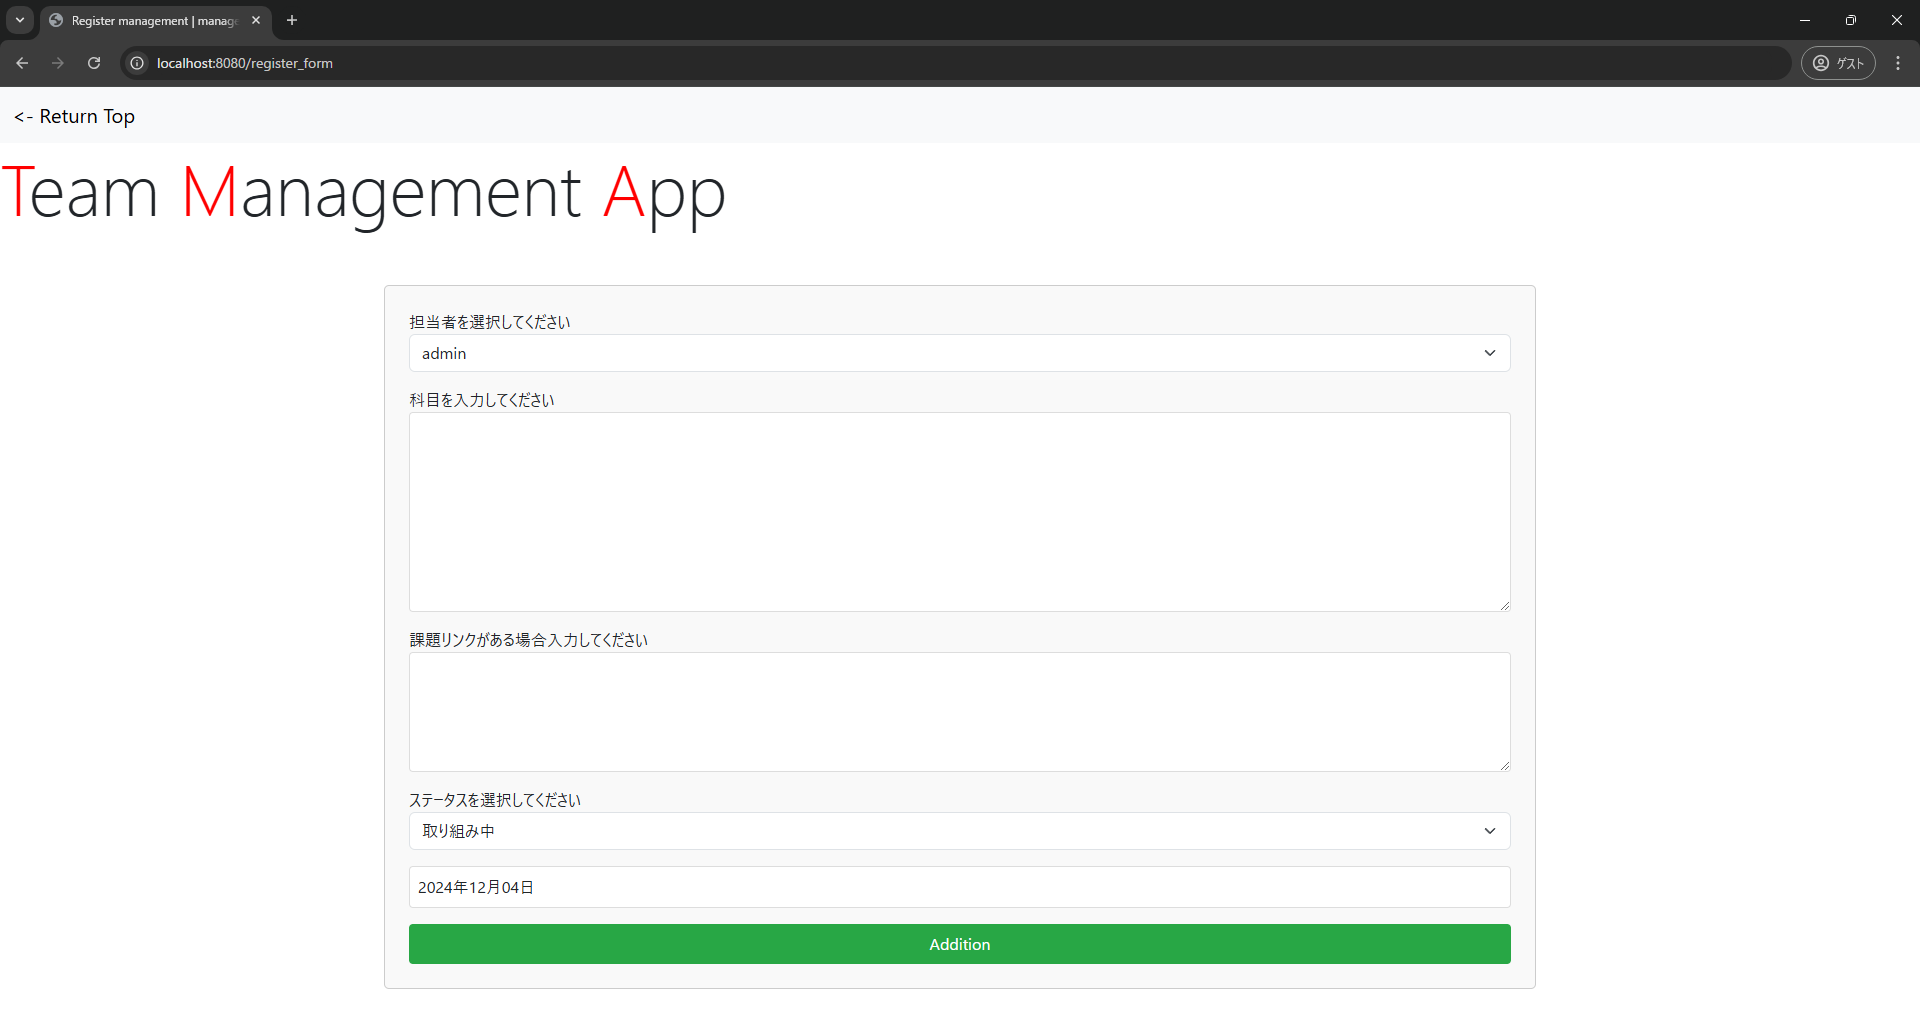 Register management | manag
localhost:8080/register_form
ゲスト
<- Return Top
Team Management App
担当者を選択してください
admin
科目を入力してください
課題リンクがある場合入力してください
ステータスを選択してください
取り組み中
2024年12月04日
Addition